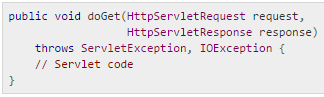 public void doGet(HttpServletRequest request,
                  HttpServletResponse response)
    throws ServletException, IOException {
    // Servlet code
}